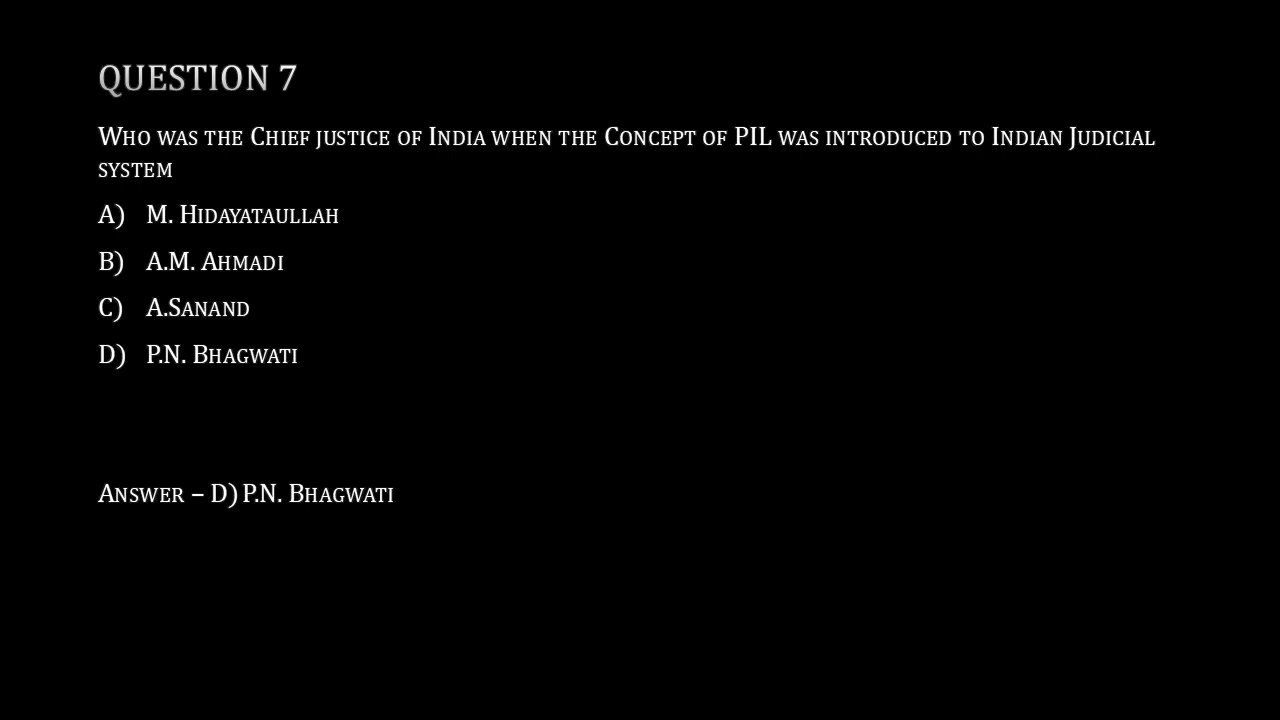 QUESTION 7
Who was the Chief justice of India when the Concept of PIL was introduced to Indian Judicial
system
A) M. Hidayataullah
B) A.M. Ahmadi
C) A.Sanand
D) P.N. Bhagwati
Answer – D) P.N. Bhagwati